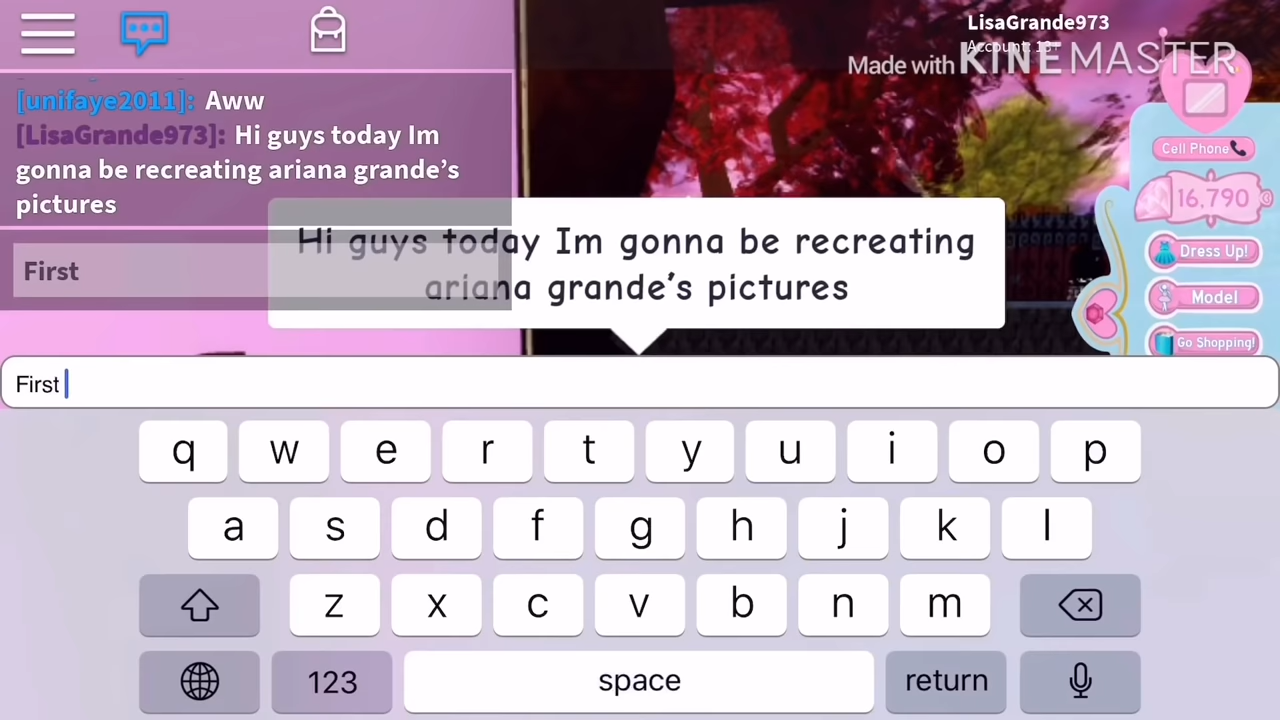 LisaGrande973
Account: 13+
Made with KINEMASTER
[unifaye2011]: Aww
[LisaGrande973]: Hi guys today Im
gonna be recreating ariana grande's
pictures
Cell Phone
16,790
Hi guys today Im gonna be recreating
ariana grande's pictures
Dress Up!
First
Model
Go Shopping!
First
q w e r t y u i o p
a s d f g h j k l
z x c v b n m
123 space return